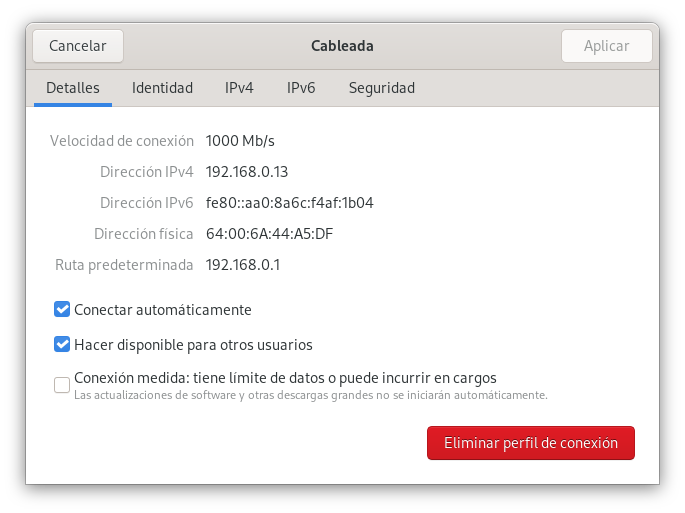 Cancelar Cableada Aplicar
Detalles Identidad IPv4 IPv6 Seguridad
Velocidad de conexión 1000 Mb/s
Dirección IPv4 192.168.0.13
Dirección IPv6 fe80::aa0:8a6c:f4af:1b04
Dirección física 64:00:6A:44:A5:DF
Ruta predeterminada 192.168.0.1
Conectar automáticamente
Hacer disponible para otros usuarios
Conexión medida: tiene límite de datos o puede incurrir en cargos
Las actualizaciones de software y otras descargas grandes no se iniciarán automáticamente.
Eliminar perfil de conexión